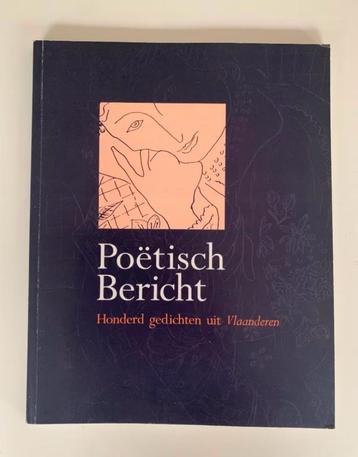 Poëtisch
Bericht
Honderd gedichten uit Vlaanderen